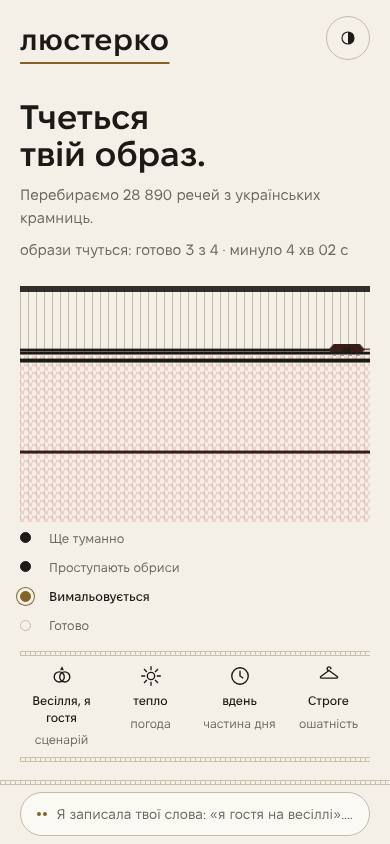 люстерко
Тчеться
твій образ.
Перебираємо 28 890 речей з українських
крамниць.
образи тчуться: готово 3 з 4 · минуло 4 хв 02 с
Ще туманно
Проступають обриси
Вимальовується
Готово
Весілля, я
гостя
сценарій
тепло
погода
вдень
частина дня
Строге
ошатність
Я записала твої слова: «я гостя на весіллі»....